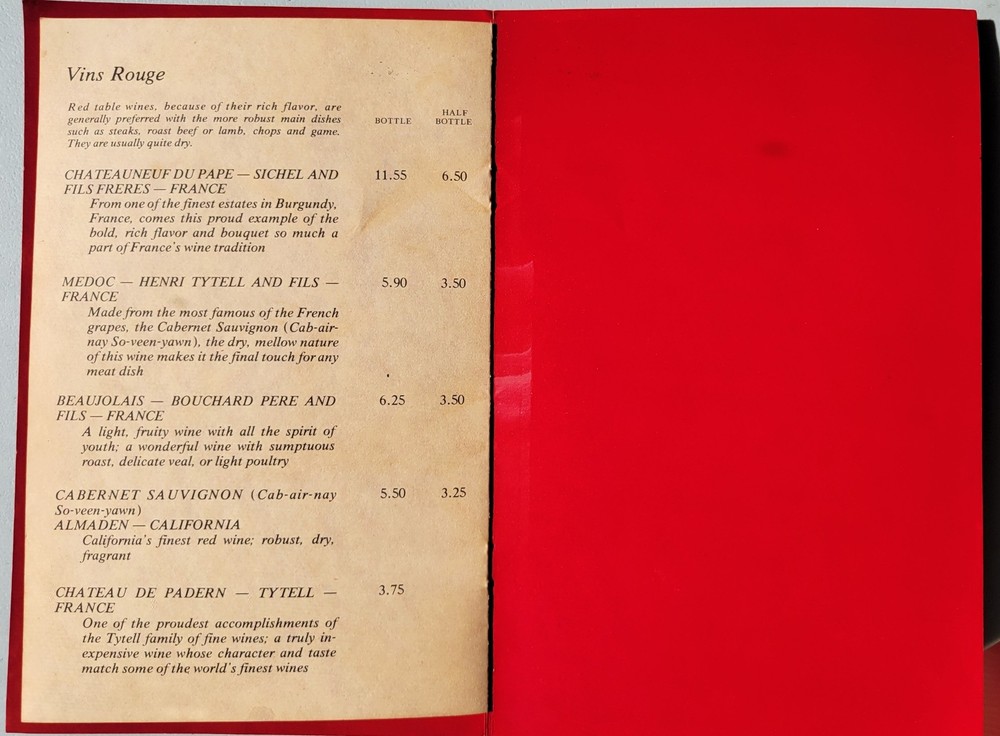 Vins Rouge
Red table wines, because of their rich flavor, are
generally preferred with the more robust main dishes
such as steaks, roast beef or lamb, chops and game.
They are usually quite dry.
BOTTLE
HALF
BOTTLE
CHATEAUNEUF DU PAPE — SICHEL AND 11.55 6.50
FILS FRERES — FRANCE
From one of the finest estates in Burgundy,
France, comes this proud example of the
bold, rich flavor and bouquet so much a
part of France's wine tradition
MEDOC — HENRI TYTELL AND FILS — 5.90 3.50
FRANCE
Made from the most famous of the French
grapes, the Cabernet Sauvignon (Cab-air-
nay So-veen-yawn), the dry, mellow nature
of this wine makes it the final touch for any
meat dish
BEAUJOLAIS — BOUCHARD PERE AND 6.25 3.50
FILS — FRANCE
A light, fruity wine with all the spirit of
youth; a wonderful wine with sumptuous
roast, delicate veal, or light poultry
CABERNET SAUVIGNON (Cab-air-nay 5.50 3.25
So-veen-yawn)
ALMADEN — CALIFORNIA
California's finest red wine; robust, dry,
fragrant
CHATEAU DE PADERN — TYTELL — 3.75
FRANCE
One of the proudest accomplishments of
the Tytell family of fine wines; a truly in-
expensive wine whose character and taste
match some of the world's finest wines